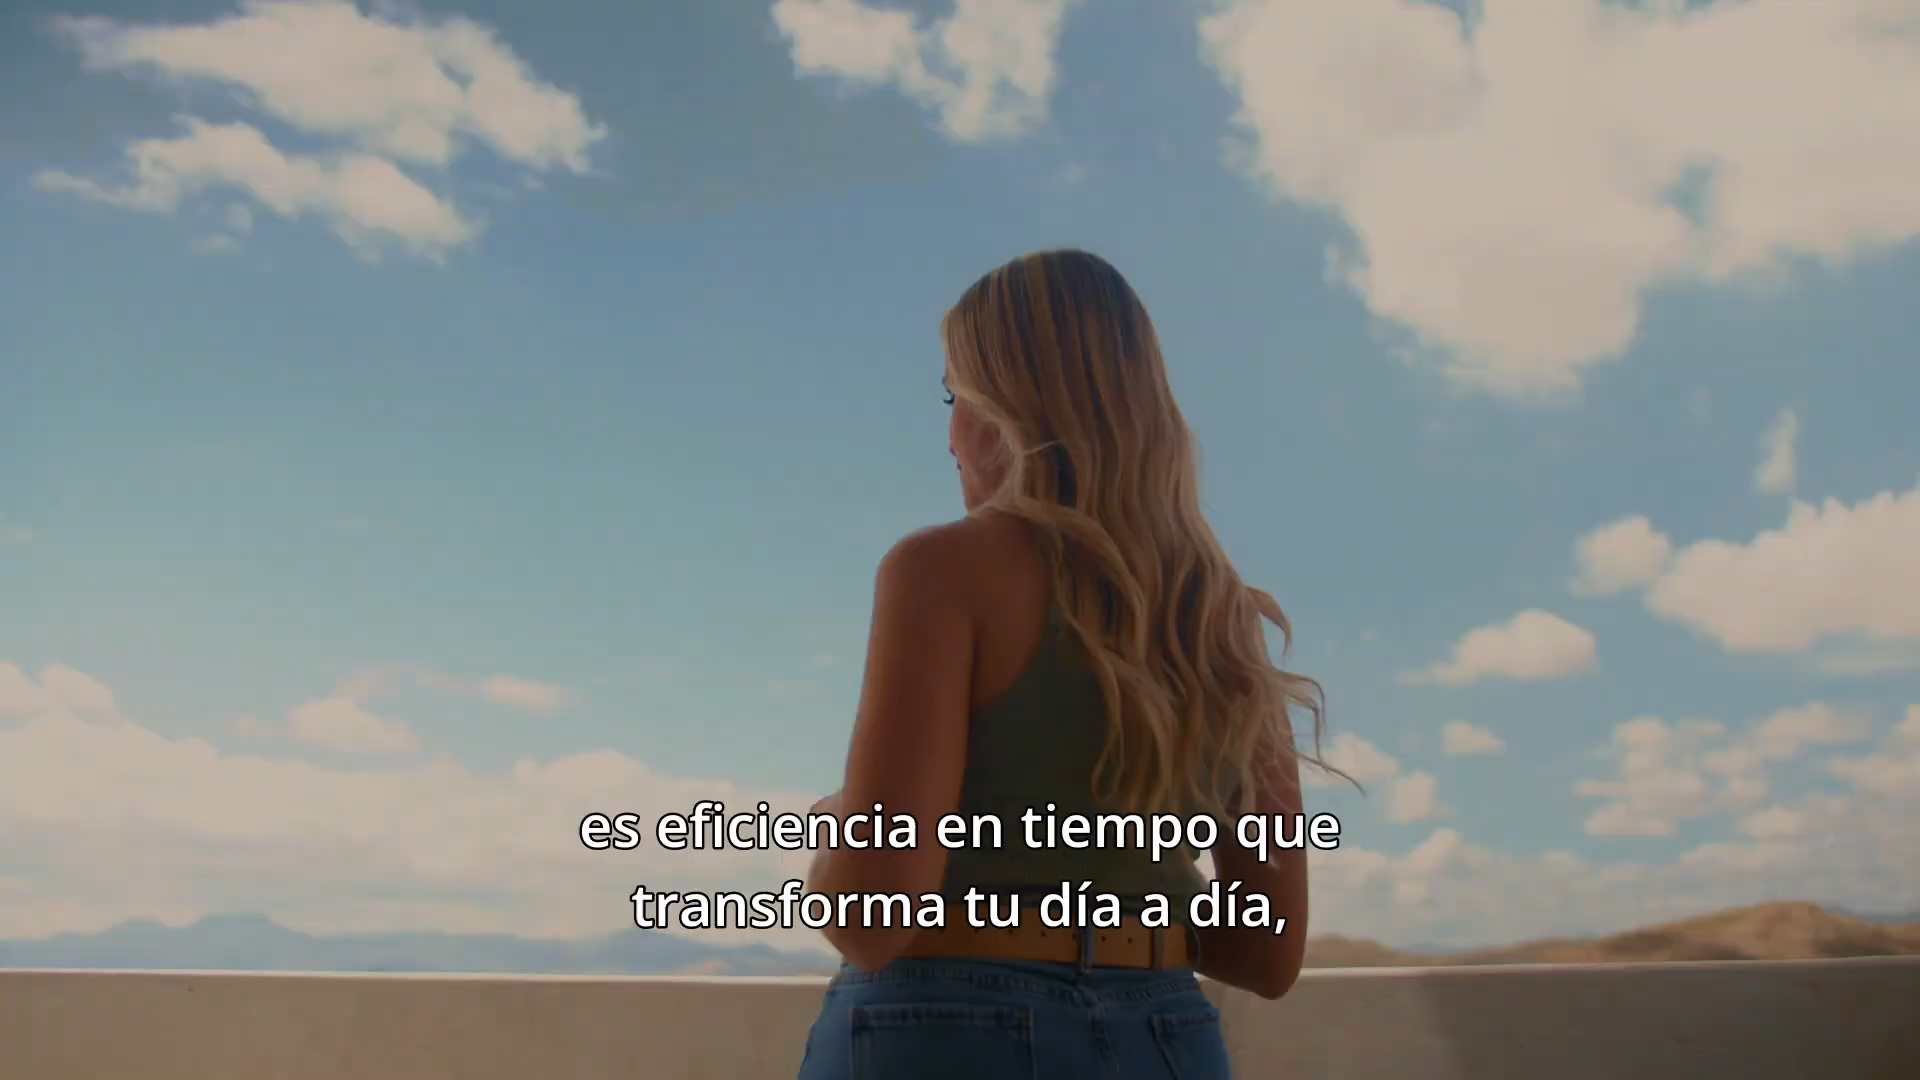 es eficiencia en tiempo que
transforma tu día a día,